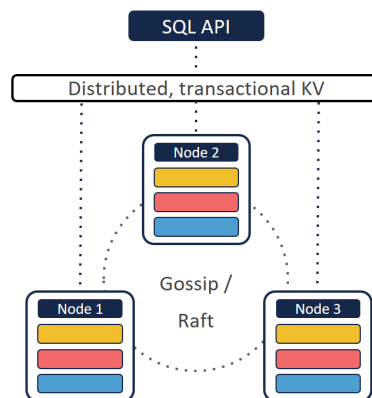 SQL API
Distributed, transactional KV
Node 2
Gossip /
Raft
Node 1
Node 3